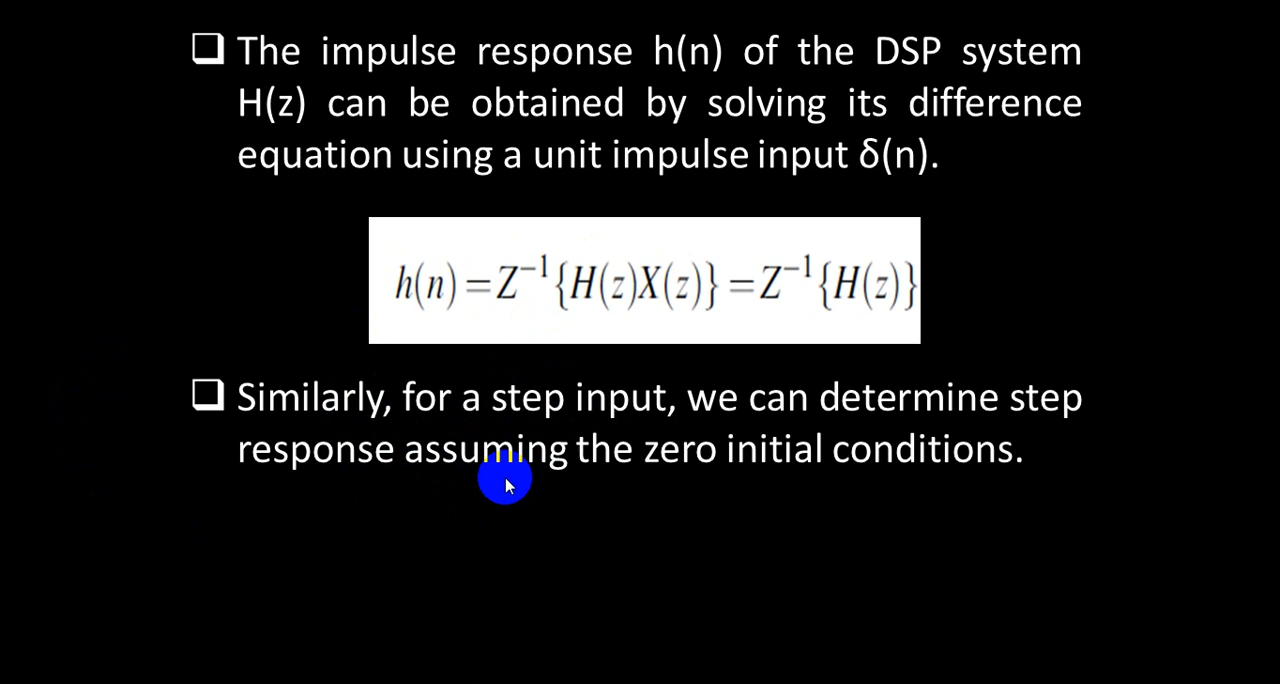 ❑ The impulse response h(n) of the DSP system
H(z) can be obtained by solving its difference
equation using a unit impulse input δ(n).
h(n) = Z⁻¹{H(z)X(z)} = Z⁻¹{H(z)}
❑ Similarly, for a step input, we can determine step
response assuming the zero initial conditions.